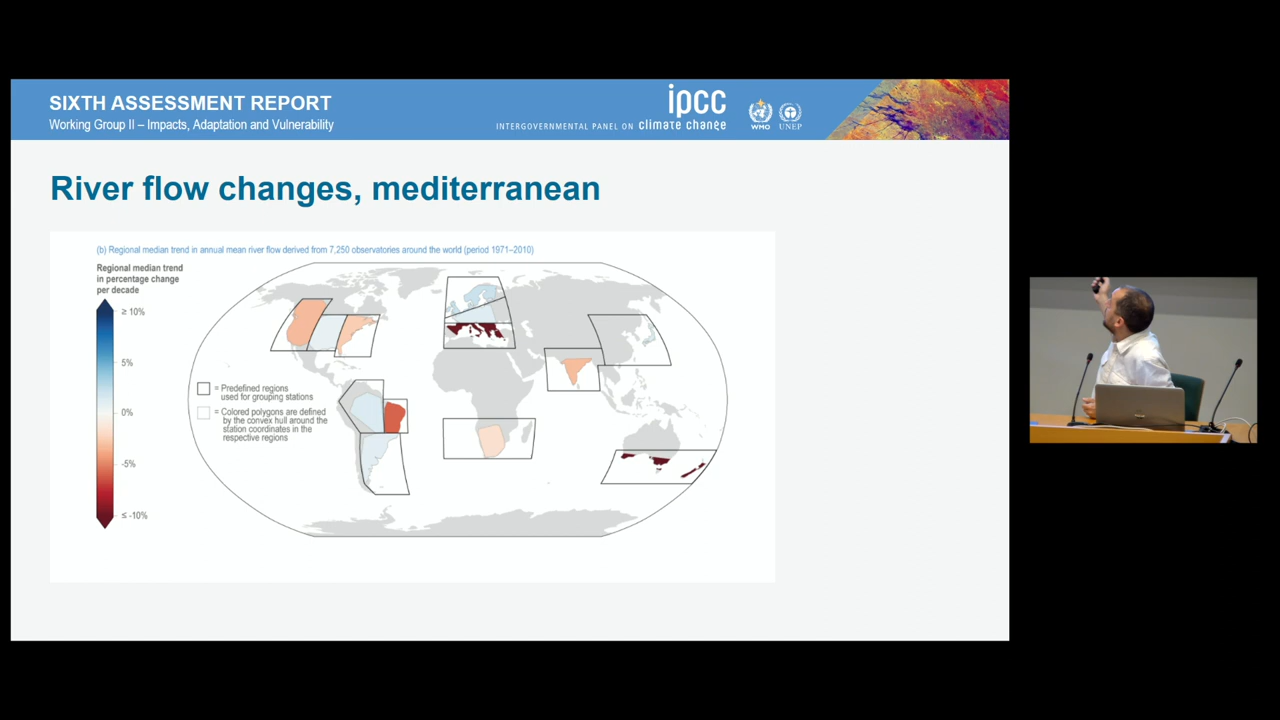 SIXTH ASSESSMENT REPORT
Working Group II – Impacts, Adaptation and Vulnerability
ipcc
INTERGOVERNMENTAL PANEL ON climate change
WMO
UNEP
River flow changes, mediterranean
(b) Regional median trend in annual mean river flow derived from 7,250 observatories around the world (period 1971–2010)
Regional median trend
in percentage change
per decade
≥ 10%
5%
0%
-5%
≤ -10%
= Predefined regions
used for grouping stations
= Colored polygons are defined
by the convex hull around the
station coordinates in the
respective regions